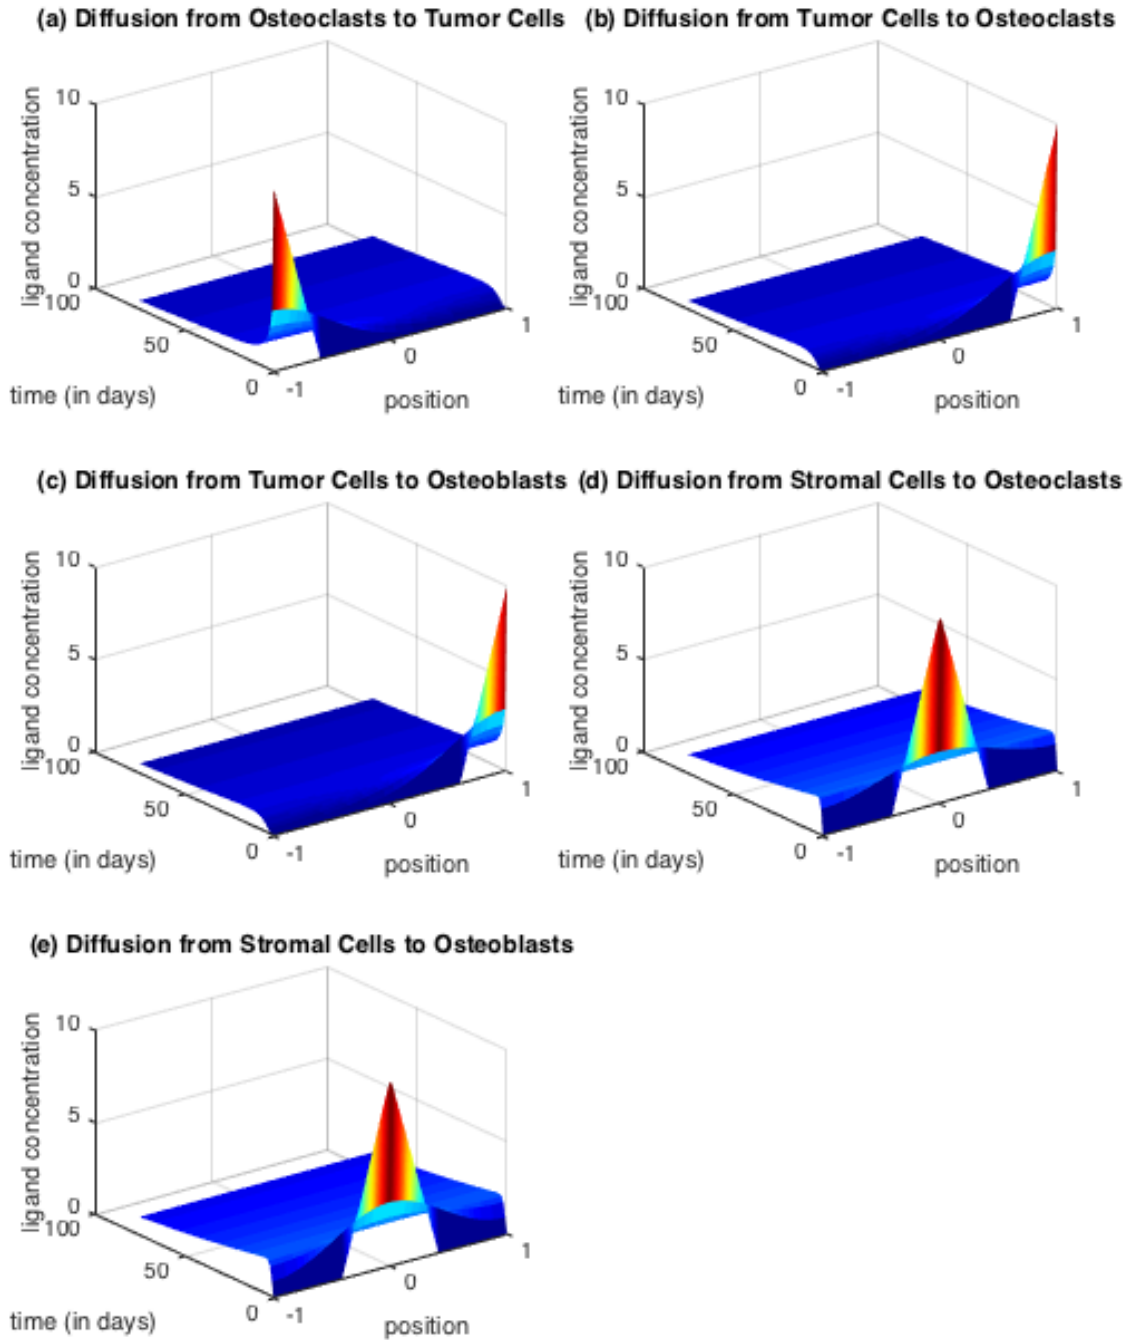 (a) Diffusion from Osteoclasts to Tumor Cells
ligand concentration
10
5
0
100
50
0
time (in days)
-1
0
1
position
(b) Diffusion from Tumor Cells to Osteoclasts
ligand concentration
10
5
0
100
50
0
time (in days)
-1
0
1
position
(c) Diffusion from Tumor Cells to Osteoblasts
ligand concentration
10
5
0
100
50
0
time (in days)
-1
0
1
position
(d) Diffusion from Stromal Cells to Osteoclasts
ligand concentration
10
5
0
100
50
0
time (in days)
-1
0
1
position
(e) Diffusion from Stromal Cells to Osteoblasts
ligand concentration
10
5
0
100
50
0
time (in days)
-1
0
1
position